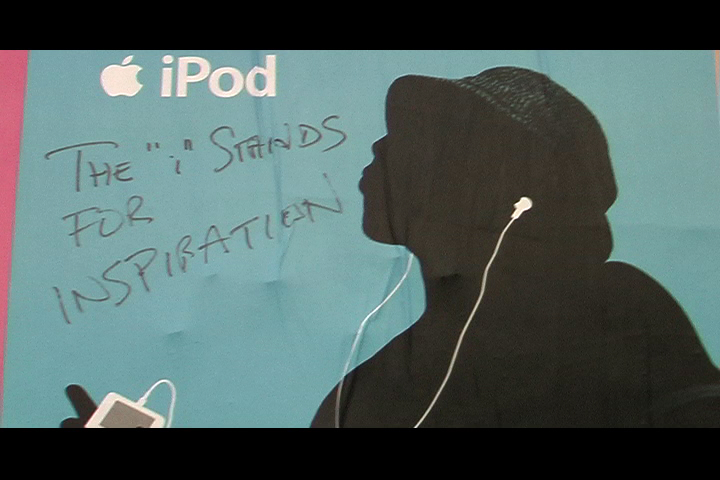 iPod
THE "i" STANDS
FOR
INSPIRATION